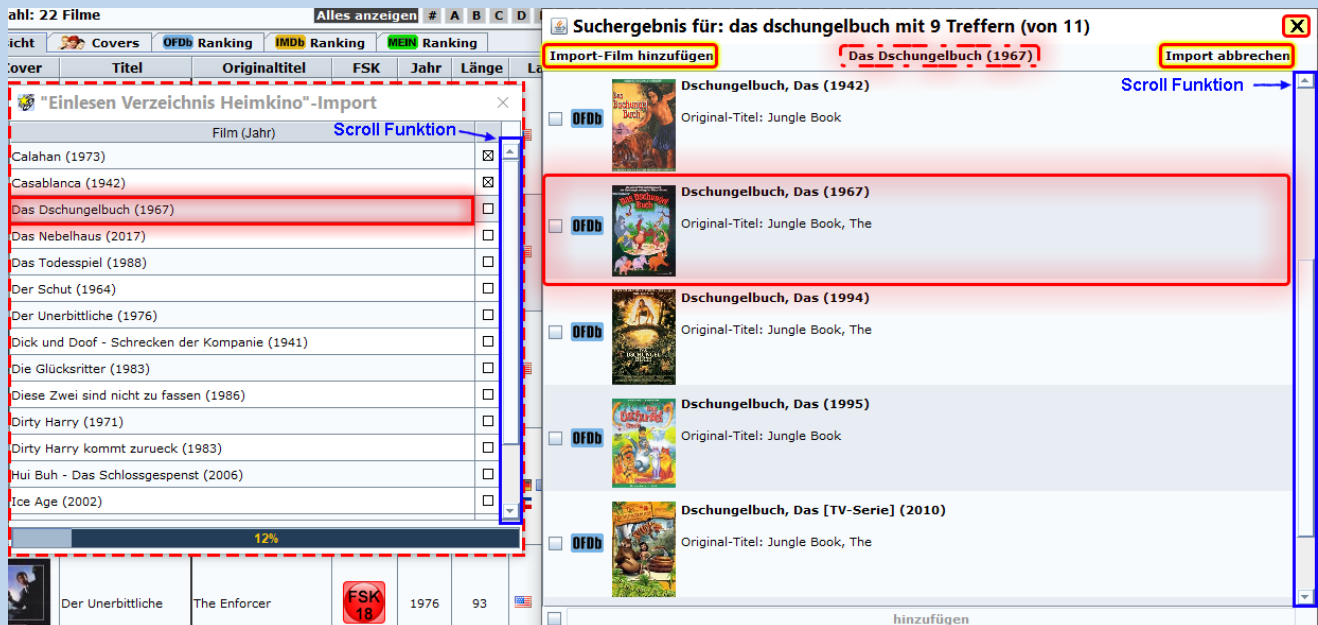 ahl: 22 Filme
Alles anzeigen # A B C D
icht Covers OFDb Ranking IMDb Ranking MEIN Ranking
Cover Titel Originaltitel FSK Jahr Länge La
"Einlesen Verzeichnis Heimkino"-Import
Film (Jahr)
Scroll Funktion
Calahan (1973)
Casablanca (1942)
Das Dschungelbuch (1967)
Das Nebelhaus (2017)
Das Todesspiel (1988)
Der Schut (1964)
Der Unerbittliche (1976)
Dick und Doof - Schrecken der Kompanie (1941)
Die Glücksritter (1983)
Diese Zwei sind nicht zu fassen (1986)
Dirty Harry (1971)
Dirty Harry kommt zurueck (1983)
Hui Buh - Das Schlossgespenst (2006)
Ice Age (2002)
12%
Der Unerbittliche The Enforcer FSK 18 1976 93
Suchergebnis für: das dschungelbuch mit 9 Treffern (von 11)
X
Import-Film hinzufügen Das Dschungelbuch (1967) Import abbrechen
Scroll Funktion
Dschungelbuch, Das (1942)
OFDb Original-Titel: Jungle Book
Dschungelbuch, Das (1967)
OFDb Original-Titel: Jungle Book, The
Dschungelbuch, Das (1994)
OFDb Original-Titel: Jungle Book, The
Dschungelbuch, Das (1995)
OFDb Original-Titel: Jungle Book
Dschungelbuch, Das [TV-Serie] (2010)
OFDb Original-Titel: Jungle Book, The
hinzufügen